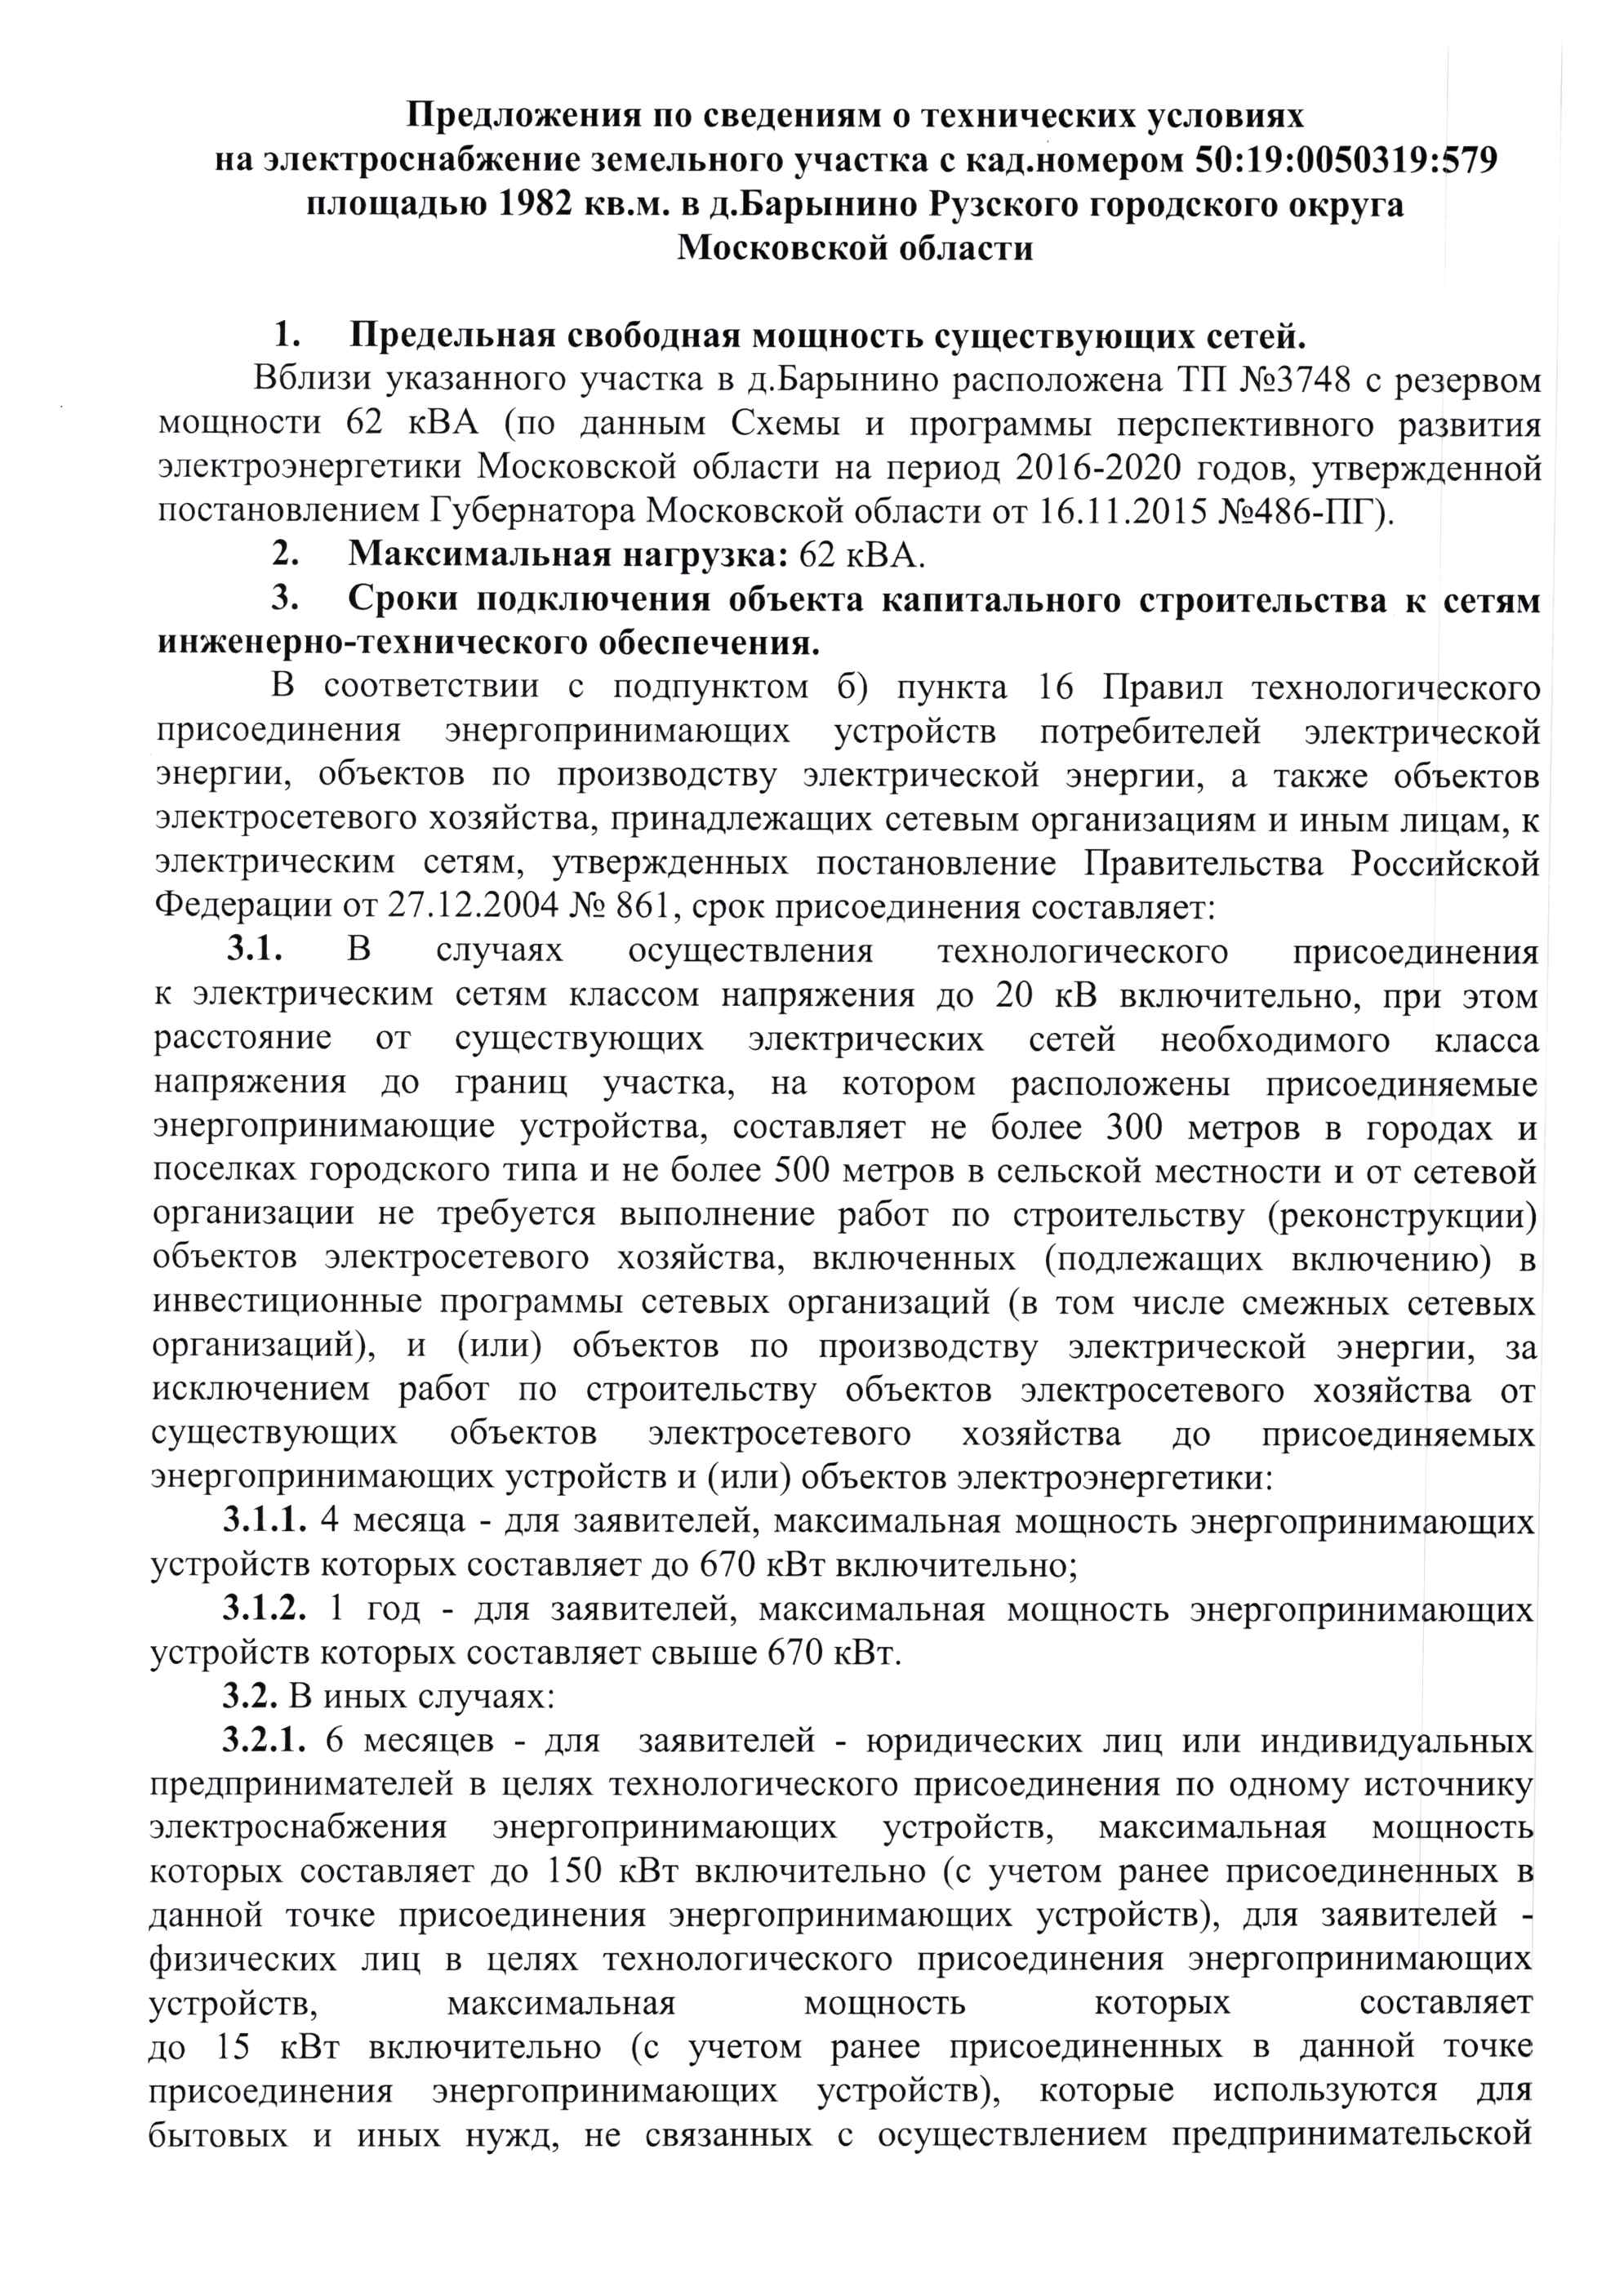 Предложения по сведениям о технических условиях
на электроснабжение земельного участка с кад.номером 50:19:0050319:579
площадью 1982 кв.м. в д.Барынино Рузского городского округа
Московской области
1. Предельная свободная мощность существующих сетей.
Вблизи указанного участка в д.Барынино расположена ТП №3748 с резервом
мощности 62 кВА (по данным Схемы и программы перспективного развития
электроэнергетики Московской области на период 2016-2020 годов, утвержденной
постановлением Губернатора Московской области от 16.11.2015 №486-ПГ).
2. Максимальная нагрузка: 62 кВА.
3. Сроки подключения объекта капитального строительства к сетям
инженерно-технического обеспечения.
В соответствии с подпунктом б) пункта 16 Правил технологического
присоединения энергопринимающих устройств потребителей электрической
энергии, объектов по производству электрической энергии, а также объектов
электросетевого хозяйства, принадлежащих сетевым организациям и иным лицам, к
электрическим сетям, утвержденных постановление Правительства Российской
Федерации от 27.12.2004 № 861, срок присоединения составляет:
3.1. В случаях осуществления технологического присоединения
к электрическим сетям классом напряжения до 20 кВ включительно, при этом
расстояние от существующих электрических сетей необходимого класса
напряжения до границ участка, на котором расположены присоединяемые
энергопринимающие устройства, составляет не более 300 метров в городах и
поселках городского типа и не более 500 метров в сельской местности и от сетевой
организации не требуется выполнение работ по строительству (реконструкции)
объектов электросетевого хозяйства, включенных (подлежащих включению) в
инвестиционные программы сетевых организаций (в том числе смежных сетевых
организаций), и (или) объектов по производству электрической энергии, за
исключением работ по строительству объектов электросетевого хозяйства от
существующих объектов электросетевого хозяйства до присоединяемых
энергопринимающих устройств и (или) объектов электроэнергетики:
3.1.1. 4 месяца - для заявителей, максимальная мощность энергопринимающих
устройств которых составляет до 670 кВт включительно;
3.1.2. 1 год - для заявителей, максимальная мощность энергопринимающих
устройств которых составляет свыше 670 кВт.
3.2. В иных случаях:
3.2.1. 6 месяцев - для заявителей - юридических лиц или индивидуальных
предпринимателей в целях технологического присоединения по одному источнику
электроснабжения энергопринимающих устройств, максимальная мощность
которых составляет до 150 кВт включительно (с учетом ранее присоединенных в
данной точке присоединения энергопринимающих устройств), для заявителей -
физических лиц в целях технологического присоединения энергопринимающих
устройств, максимальная мощность которых составляет
до 15 кВт включительно (с учетом ранее присоединенных в данной точке
присоединения энергопринимающих устройств), которые используются для
бытовых и иных нужд, не связанных с осуществлением предпринимательской